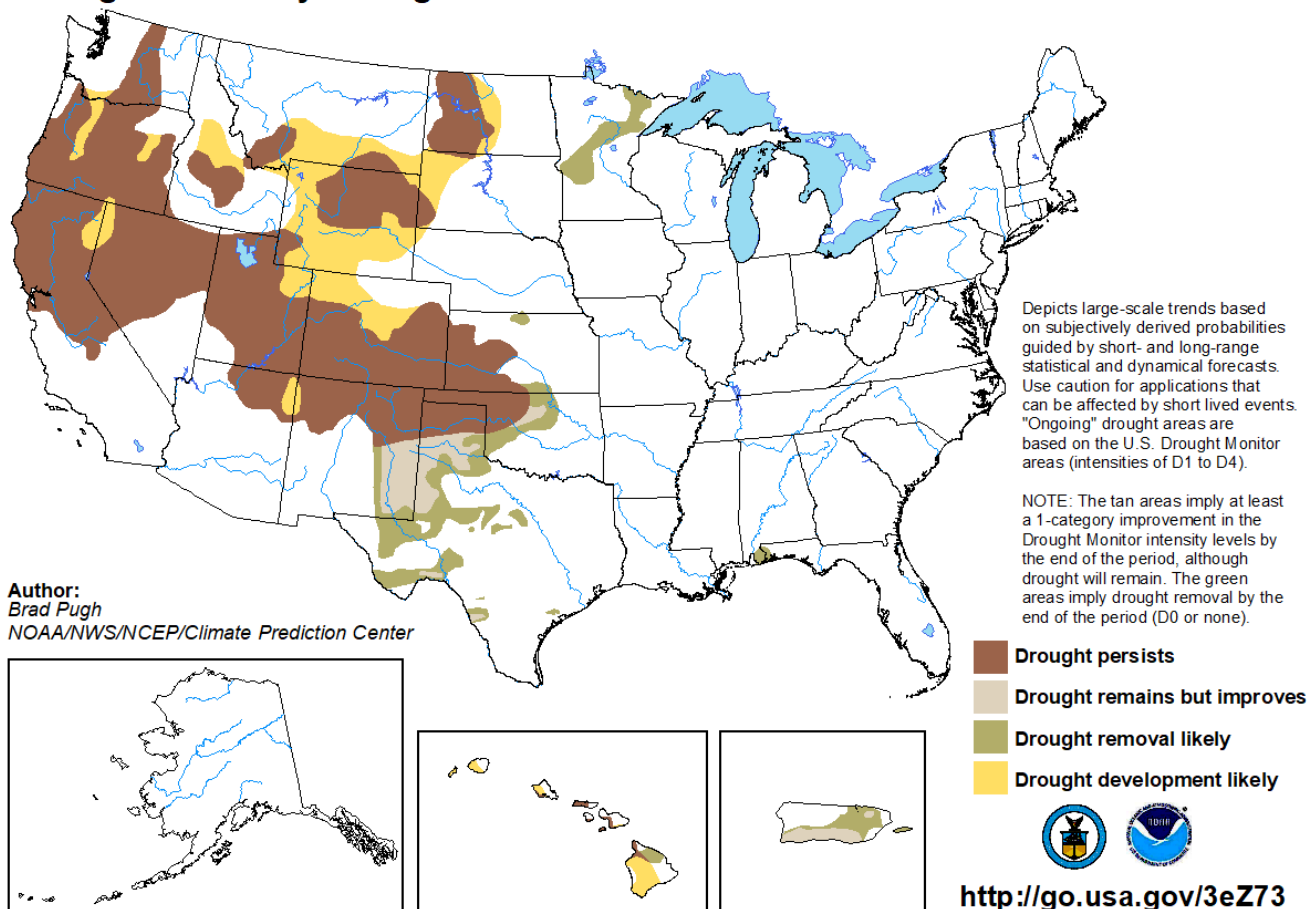 Depicts large-scale trends based
on subjectively derived probabilities
guided by short- and long-range
statistical and dynamical forecasts.
Use caution for applications that
can be affected by short lived events.
"Ongoing" drought areas are
based on the U.S. Drought Monitor
areas (intensities of D1 to D4).
NOTE: The tan areas imply at least
a 1-category improvement in the
Drought Monitor intensity levels by
the end of the period, although
drought will remain. The green
areas imply drought removal by the
end of the period (D0 or none).
Author:
Brad Pugh
NOAA/NWS/NCEP/Climate Prediction Center
Drought persists
Drought remains but improves
Drought removal likely
Drought development likely
NOAA
http://go.usa.gov/3eZ73